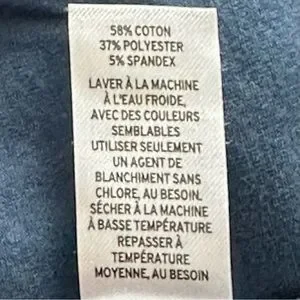 58% COTON
37% POLYESTER
5% SPANDEX
LAVER À LA MACHINE
À L'EAU FROIDE,
AVEC DES COULEURS
SEMBLABLES
UTILISER SEULEMENT
UN AGENT DE
BLANCHIMENT SANS
CHLORE, AU BESOIN.
SÉCHER À LA MACHINE
À BASSE TEMPÉRATURE
REPASSER À
TEMPÉRATURE
MOYENNE, AU BESOIN